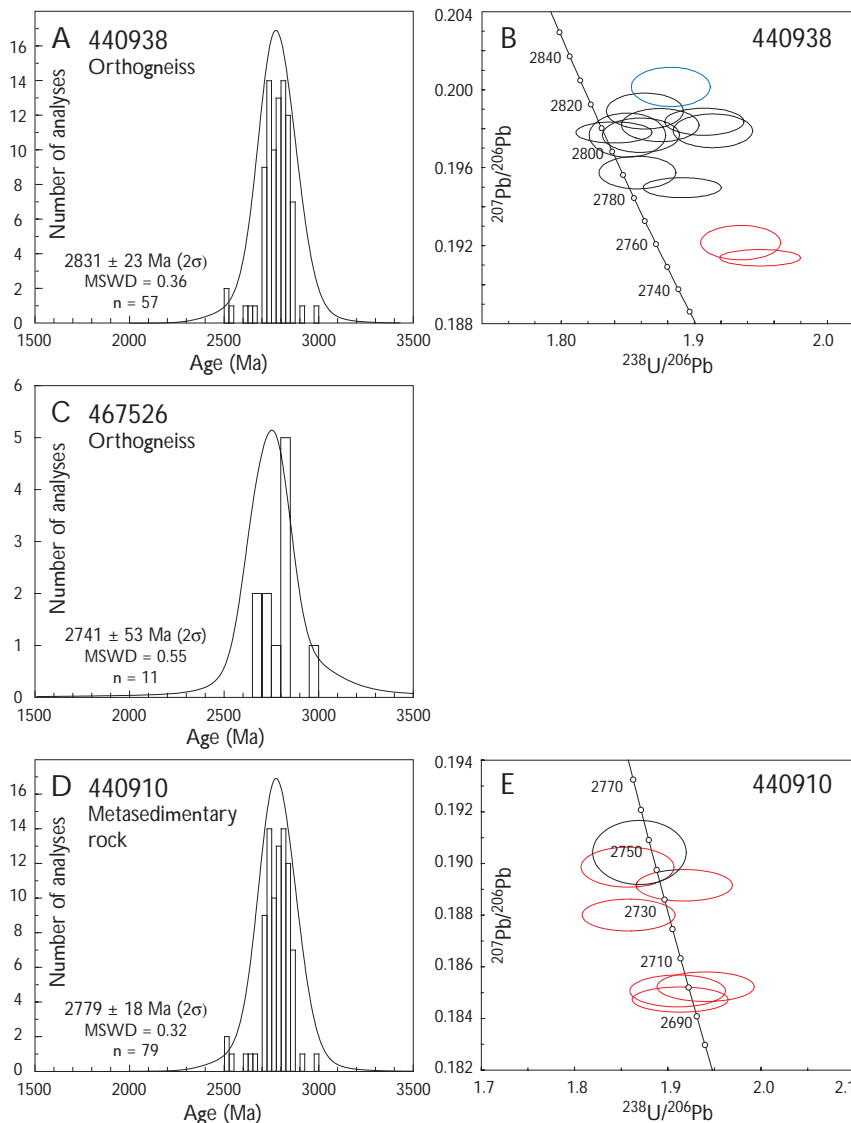 A 440938
Orthogneiss
Number of analyses
16
14
12
10
8
6
4
2
0
2831 ± 23 Ma (2σ)
MSWD = 0.36
n = 57
1500 2000 2500 3000 3500
Age (Ma)
B 440938
207Pb/206Pb
0.204
0.200
0.196
0.192
0.188
2840
2820
2800
2780
2760
2740
1.80 1.9 2.0
238U/206Pb
C 467526
Orthogneiss
Number of analyses
6
5
4
3
2
1
0
2741 ± 53 Ma (2σ)
MSWD = 0.55
n = 11
1500 2000 2500 3000 3500
Age (Ma)
D 440910
Metasedimentary
rock
Number of analyses
16
14
12
10
8
6
4
2
0
2779 ± 18 Ma (2σ)
MSWD = 0.32
n = 79
1500 2000 2500 3000 3500
Age (Ma)
E 440910
207Pb/206Pb
0.194
0.192
0.190
0.188
0.186
0.184
0.182
2770
2750
2730
2710
2690
1.7 1.8 1.9 2.0 2.1
238U/206Pb